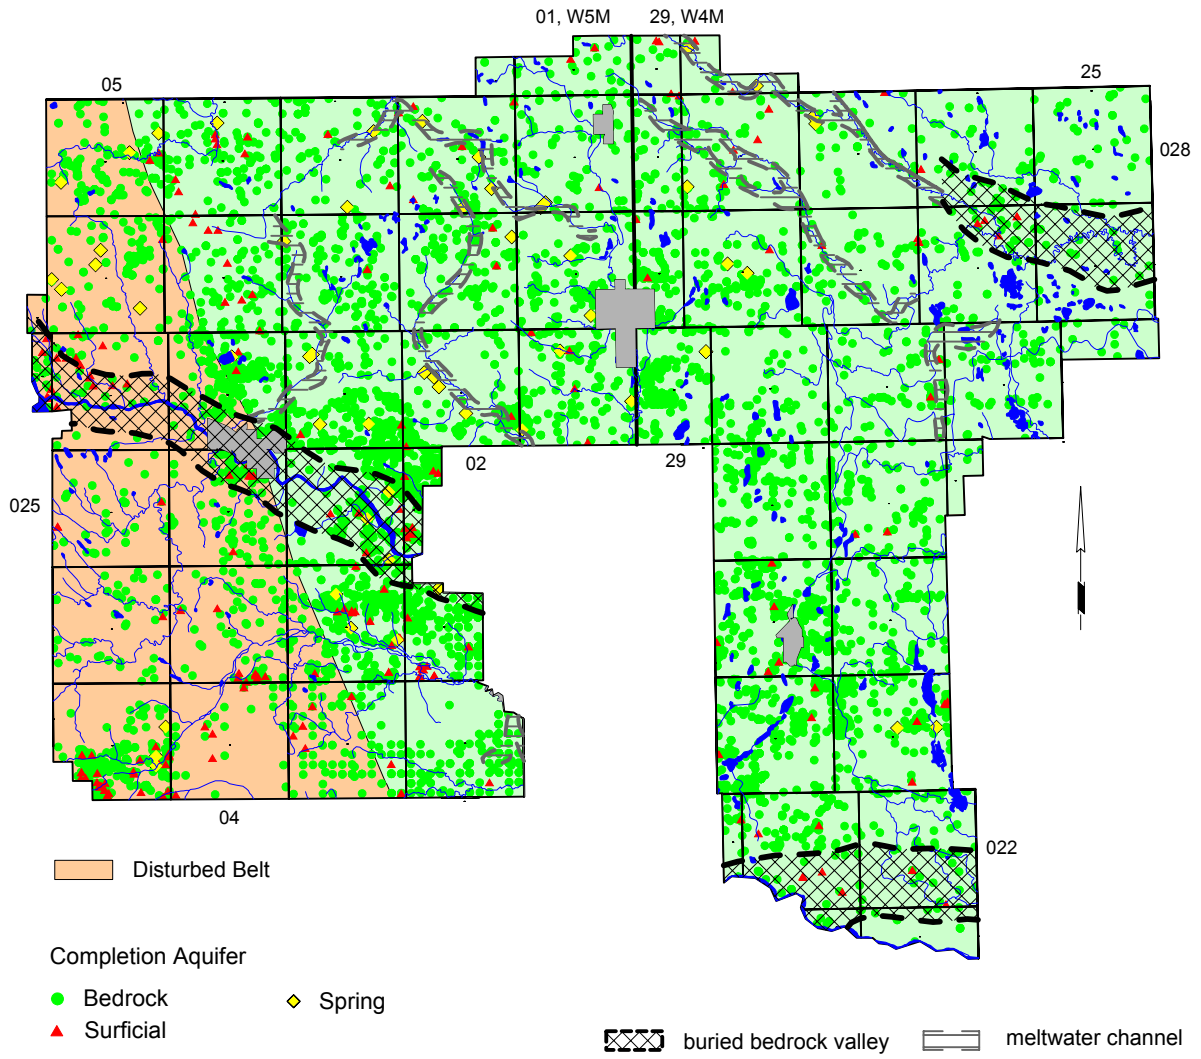 01, W5M
29, W4M
05
25
028
02
29
025
04
022
Disturbed Belt
Completion Aquifer
Bedrock
Spring
Surficial
buried bedrock valley
meltwater channel